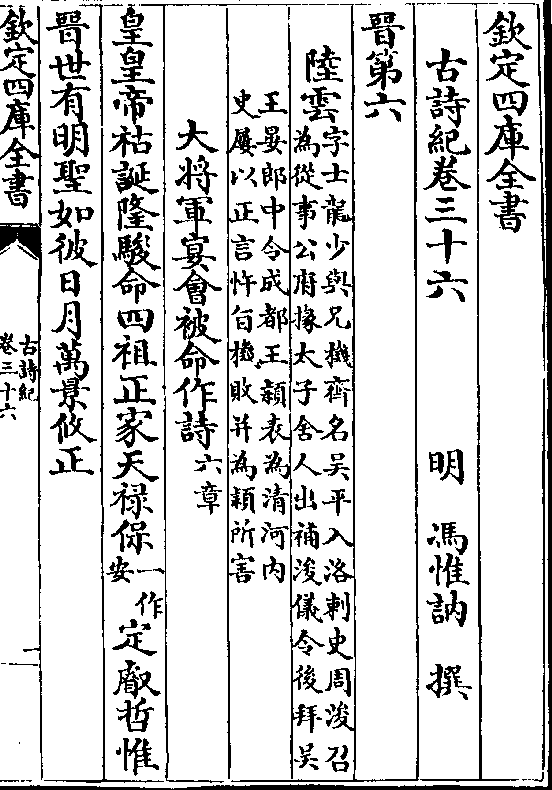 欽定四庫全書
古詩紀卷三十六　明　馮惟訥　撰
晉第六
陸雲字士龍少與兄機齊名吳平入洛刺史周浚召
為從事公府掾太子舍人出補浚儀令後拜吳
王晏郎中令成都王穎表為清河內
史屢以正言忤旨機敗并為穎所害
大將軍宴會被命作詩六章
皇皇帝祜誕隆駿命四祖正家天禄保一作安定叡哲惟
晉世有明聖如彼日月萬景攸正
欽定四庫全書
古詩紀
卷三十六
一